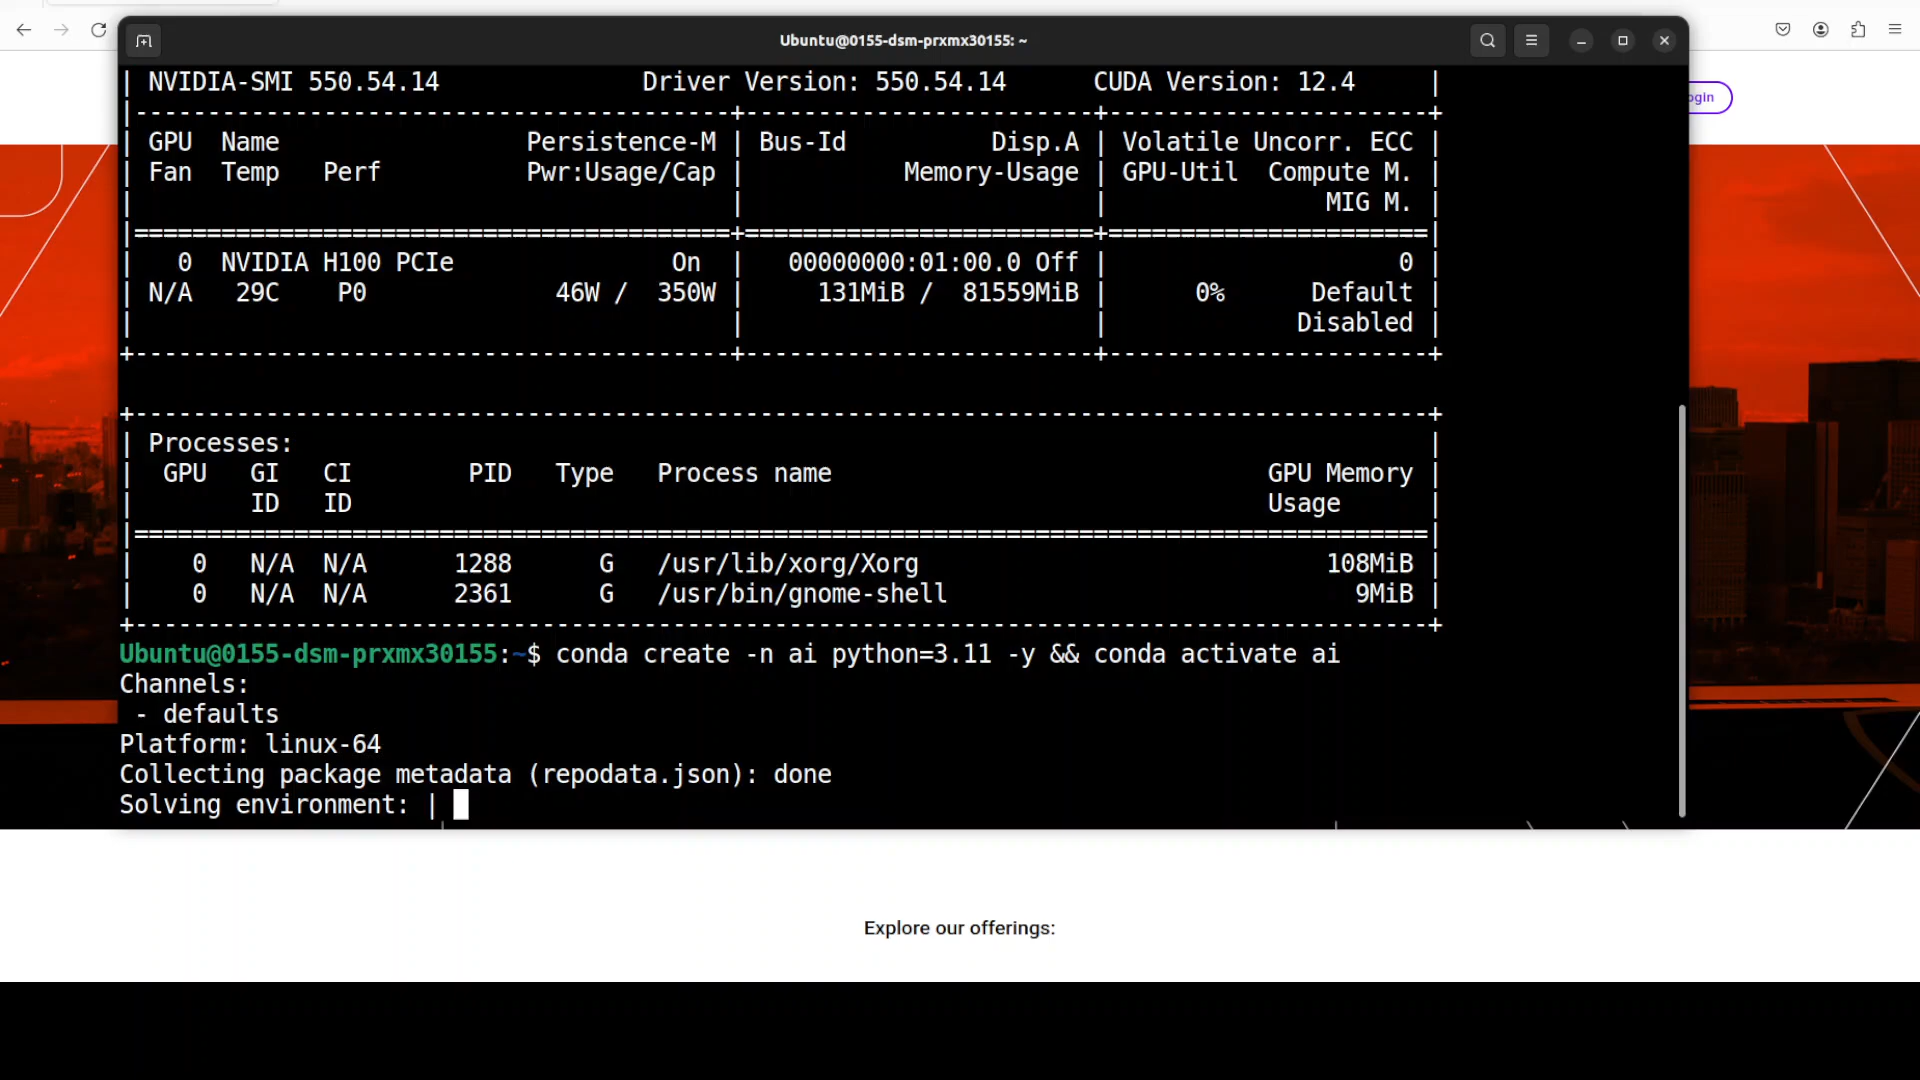 Ubuntu@0155-dsm-prxmx30155: ~
| NVIDIA-SMI 550.54.14 Driver Version: 550.54.14 CUDA Version: 12.4 |
|-----------------------------------------+------------------------+----------------------+
| GPU Name Persistence-M | Bus-Id Disp.A | Volatile Uncorr. ECC |
| Fan Temp Perf Pwr:Usage/Cap | Memory-Usage | GPU-Util Compute M. |
| | | MIG M. |
|=========================================+========================+======================|
| 0 NVIDIA H100 PCIe On | 00000000:01:00.0 Off | 0 |
| N/A 29C P0 46W / 350W | 131MiB / 81559MiB | 0% Default |
| | | Disabled |
+-----------------------------------------+------------------------+----------------------+
+-----------------------------------------------------------------------------------------+
| Processes: |
| GPU GI CI PID Type Process name GPU Memory |
| ID ID Usage |
|=========================================================================================|
| 0 N/A N/A 1288 G /usr/lib/xorg/Xorg 108MiB |
| 0 N/A N/A 2361 G /usr/bin/gnome-shell 9MiB |
+-----------------------------------------------------------------------------------------+
Ubuntu@0155-dsm-prxmx30155:~$ conda create -n ai python=3.11 -y && conda activate ai
Channels:
- defaults
Platform: linux-64
Collecting package metadata (repodata.json): done
Solving environment: |
ogin
Explore our offerings: